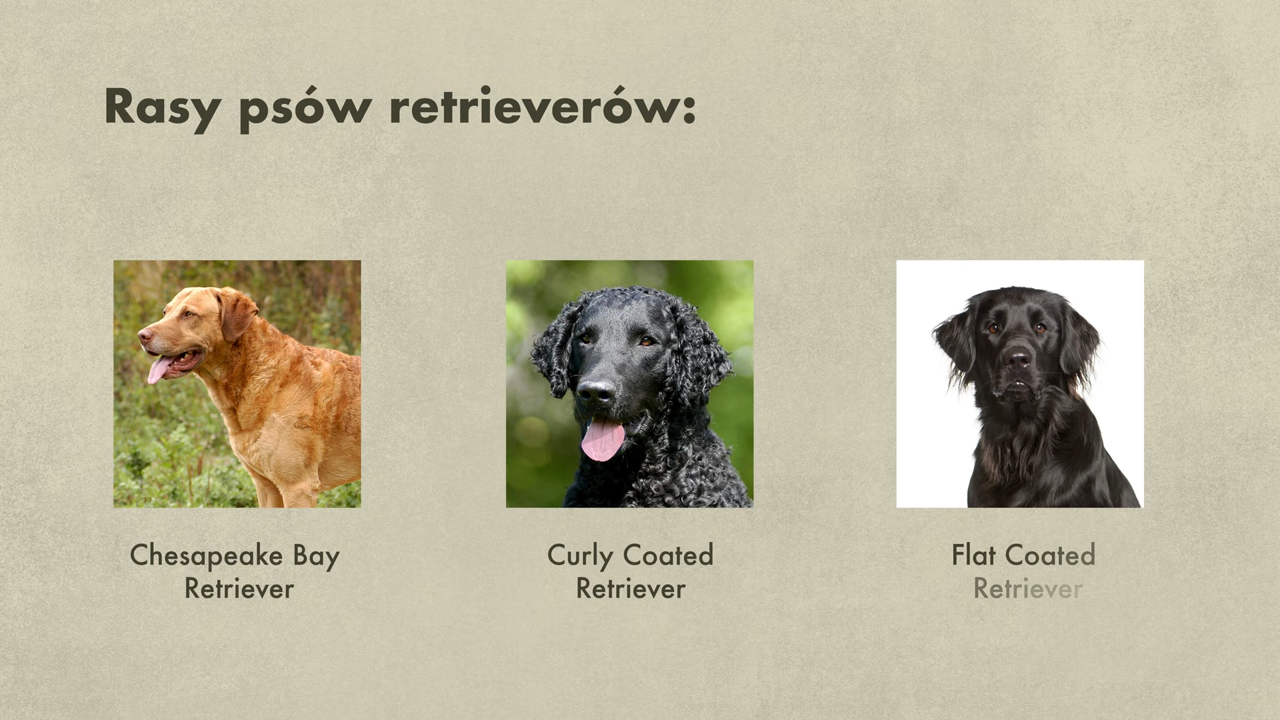 Rasy psów retrieverów:
Chesapeake Bay
Retriever
Curly Coated
Retriever
Flat Coated
Retriever